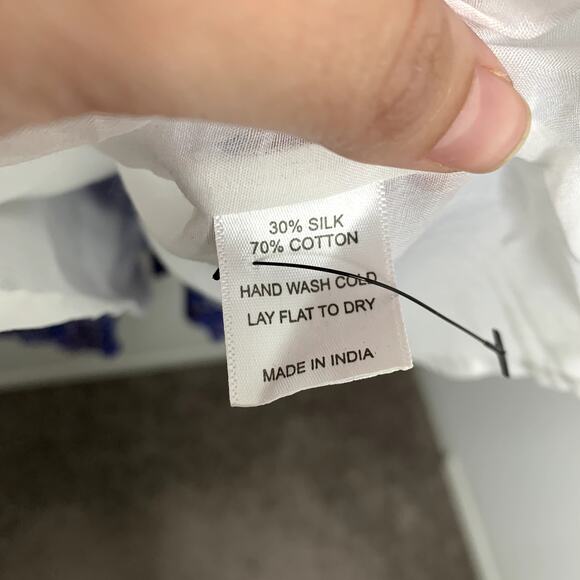 30% SILK
70% COTTON
HAND WASH COLD
LAY FLAT TO DRY
MADE IN INDIA